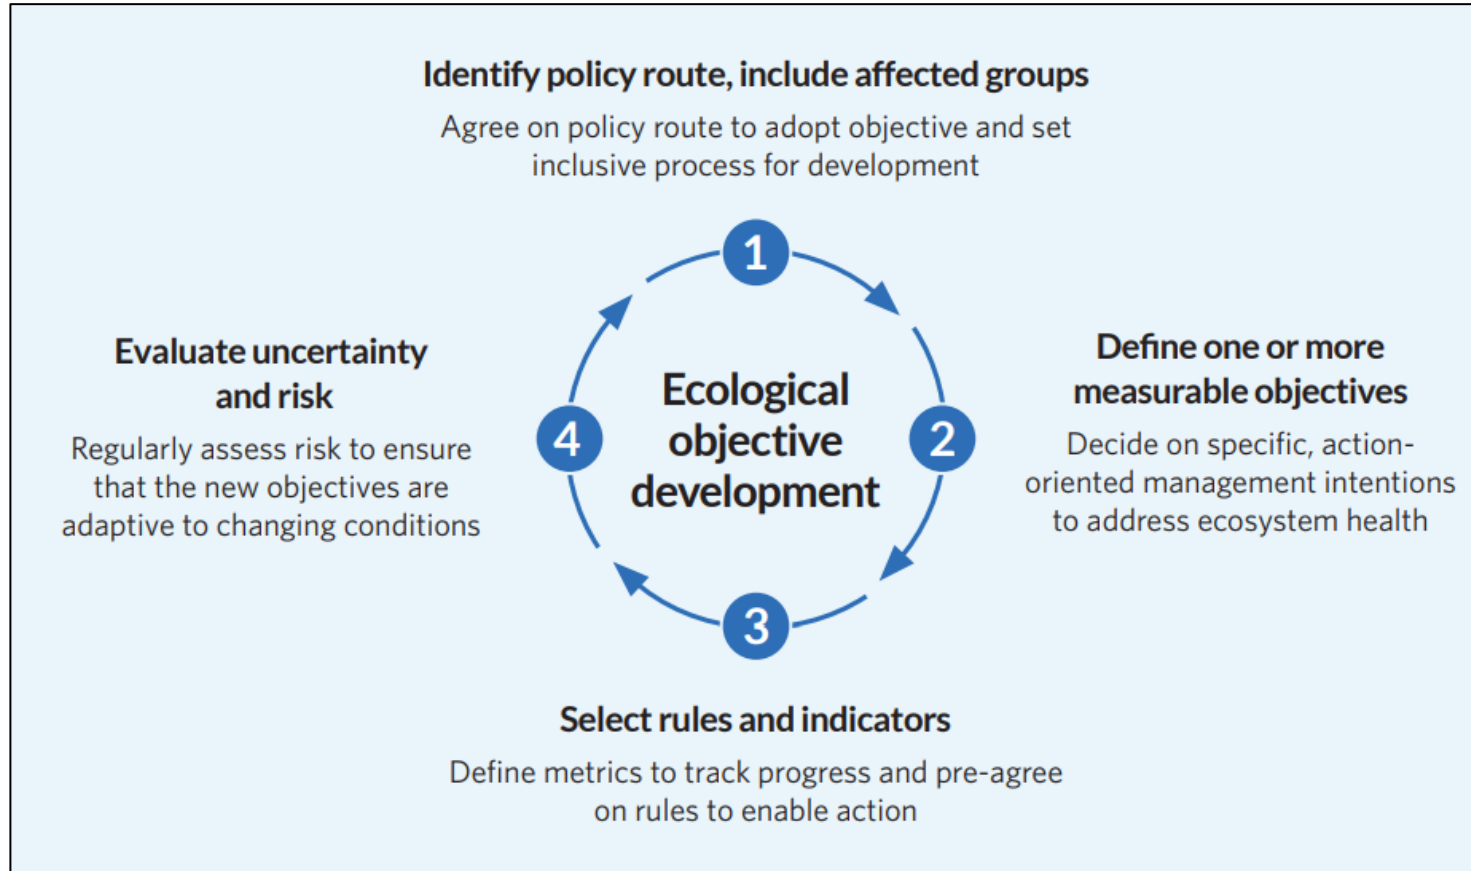 Identify policy route, include affected groups
Agree on policy route to adopt objective and set
inclusive process for development
1
Ecological
objective
development
Define one or more
measurable objectives
2
Decide on specific, action-
oriented management intentions
to address ecosystem health
3
Select rules and indicators
Define metrics to track progress and pre-agree
on rules to enable action
Evaluate uncertainty
and risk
4
Regularly assess risk to ensure
that the new objectives are
adaptive to changing conditions